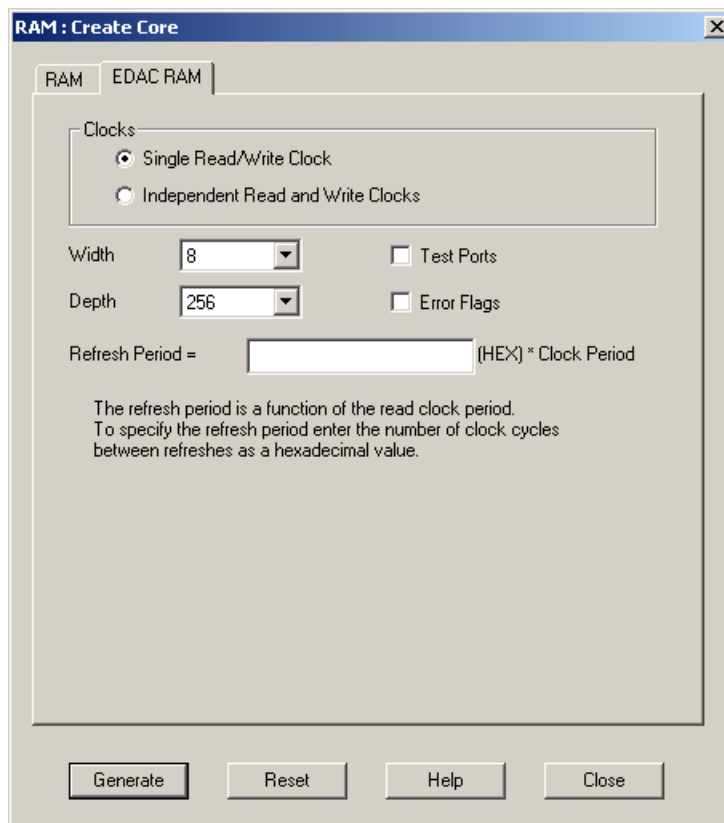 RAM : Create Core
RAM
EDAC RAM
Clocks
Single Read/Write Clock
Independent Read and Write Clocks
Width
8
Test Ports
Depth
256
Error Flags
Refresh Period =
(HEX) * Clock Period
The refresh period is a function of the read clock period.
To specify the refresh period enter the number of clock cycles
between refreshes as a hexadecimal value.
Generate
Reset
Help
Close